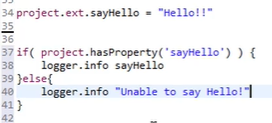 34 project.ext.sayHello = "Hello!!"
35
36
37 if( project.hasProperty('sayHello') ) {
38 logger.info sayHello
39 }else{
40 logger.info "Unable to say Hello!"
41 }
42